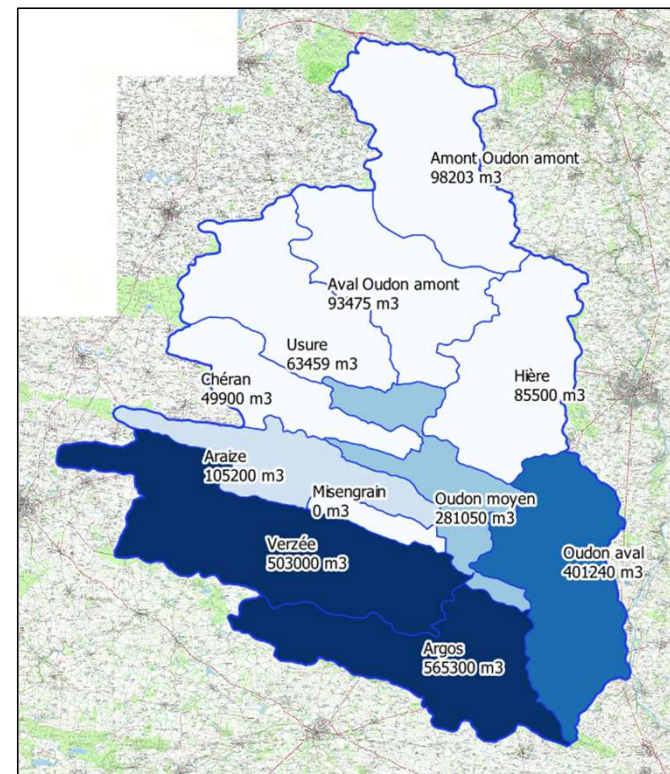 Amont Oudon amont
98203 m3
Aval Oudon amont
93475 m3
Usure
63459 m3
Chéran
49900 m3
Hière
85500 m3
Araize
105200 m3
Misengrain
0 m3
Oudon moyen
281050 m3
Verzée
503000 m3
Oudon aval
401240 m3
Argos
565300 m3